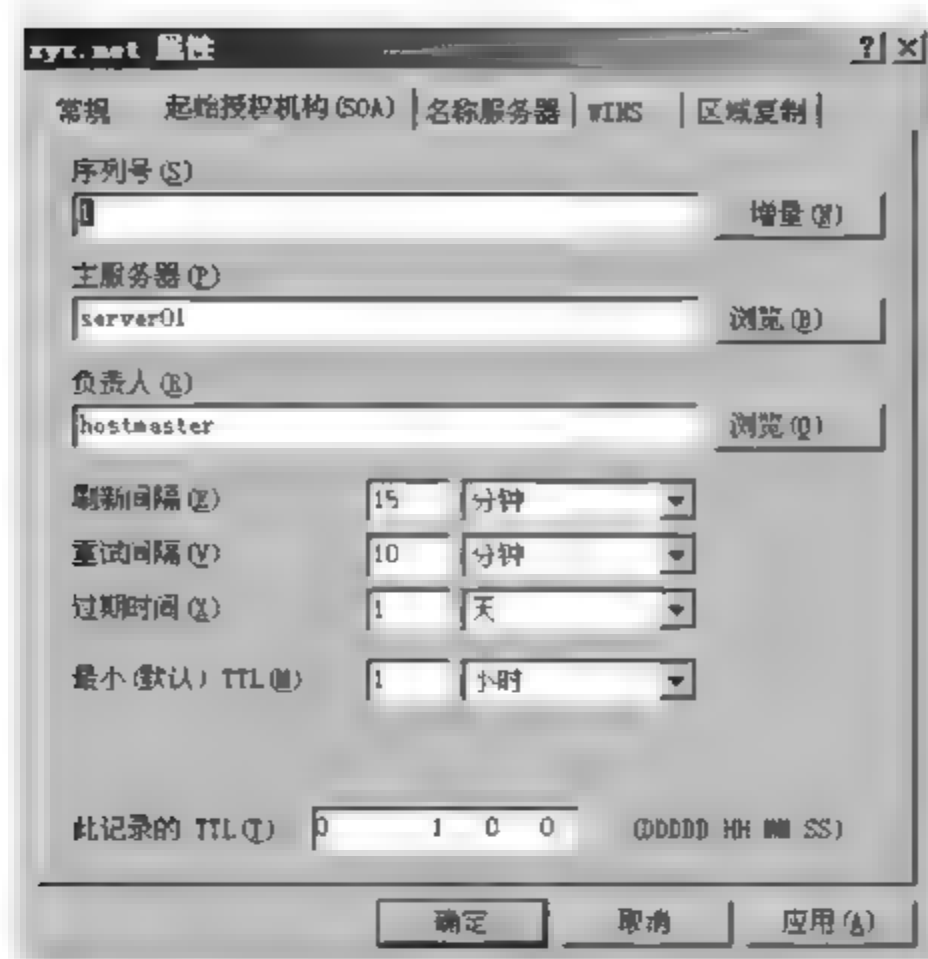 xyz.net 属性 ? ×
常规 起始授权机构(SOA) 名称服务器 WINS 区域复制
序列号(S)
1 增量(N)
主服务器(P)
server01 浏览(B)
负责人(R)
hostmaster 浏览(O)
刷新间隔(E) 15 分钟
重试间隔(V) 10 分钟
过期时间(X) 1 天
最小(默认) TTL(M) 1 小时
此记录的 TTL(T) 0 1 0 0 (DDDDD HH MM SS)
确定 取消 应用(A)